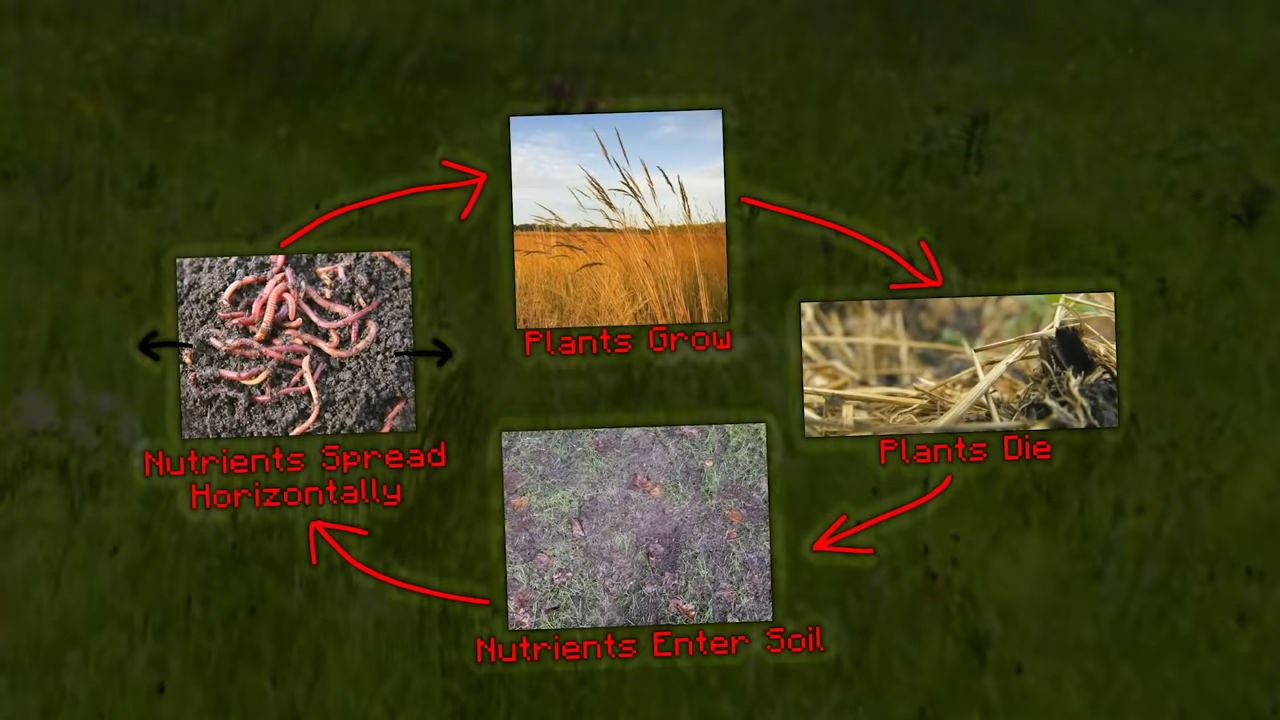 Plants Grow
Plants Die
Nutrients Enter Soil
Nutrients Spread
Horizontally